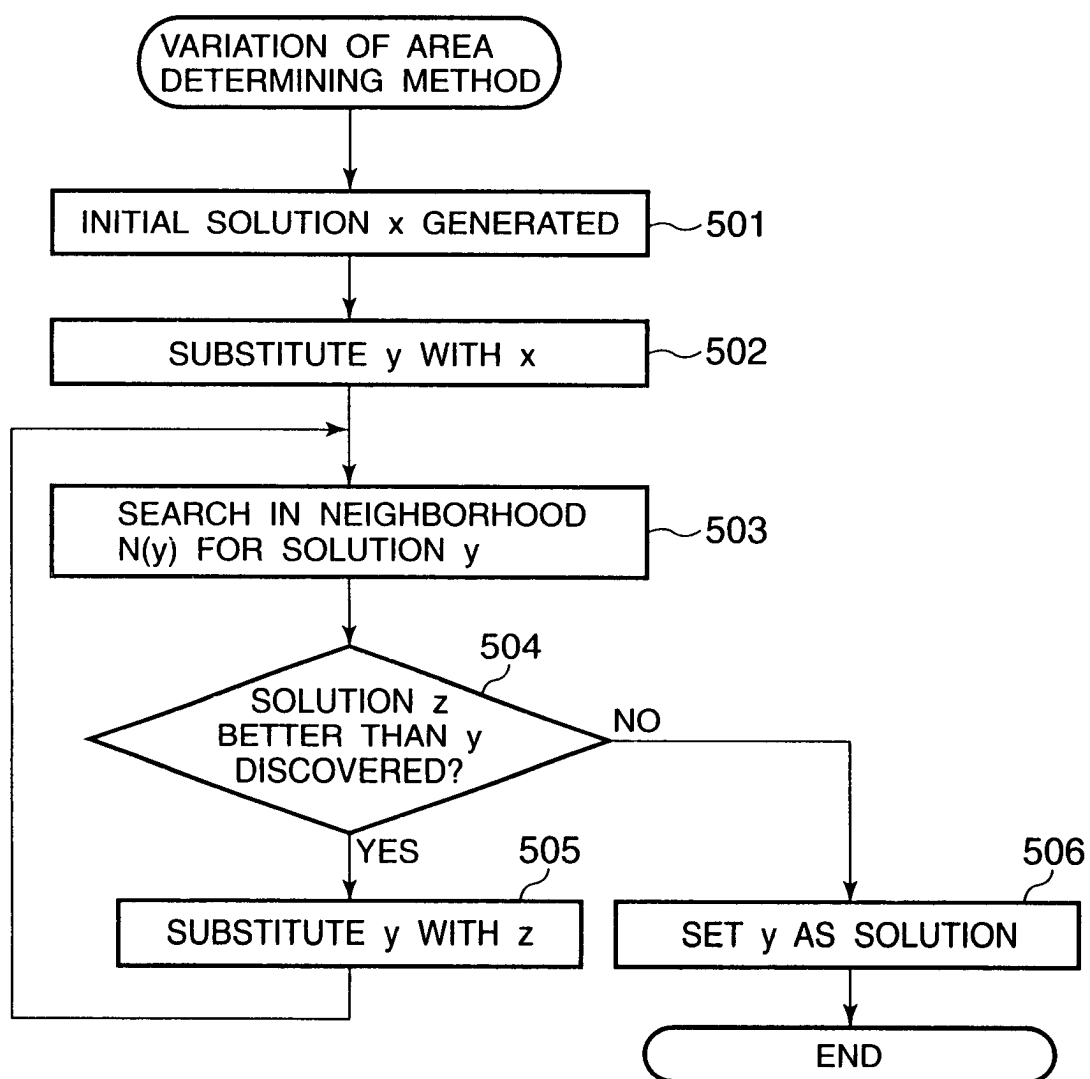 VARIATION OF AREA
DETERMINING METHOD
INITIAL SOLUTION x GENERATED
501
SUBSTITUTE y WITH x
502
SEARCH IN NEIGHBORHOOD
N(y) FOR SOLUTION y
503
504
SOLUTION z
BETTER THAN y
DISCOVERED?
NO
YES
505
SUBSTITUTE y WITH z
506
SET y AS SOLUTION
END